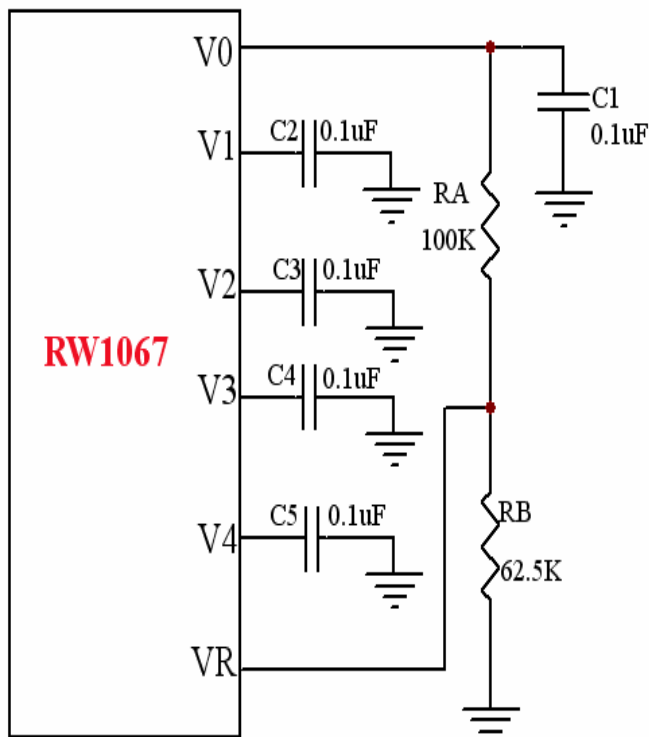 V0
C1
0.1uF
C2 0.1uF
V1
RA
100K
C3 0.1uF
V2
RW1067
C4 0.1uF
V3
C5 0.1uF
V4
RB
62.5K
VR